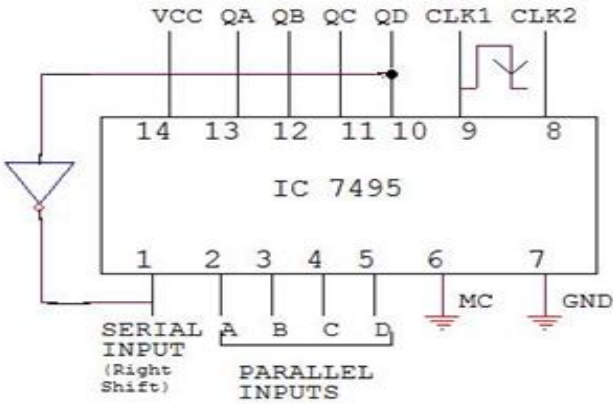 VCC QA QB QC QD CLK1 CLK2
14 13 12 11 10 9 8
IC 7495
1 2 3 4 5 6 7
MC GND
SERIAL A B C D
INPUT
(Right
Shift)
PARALLEL
INPUTS